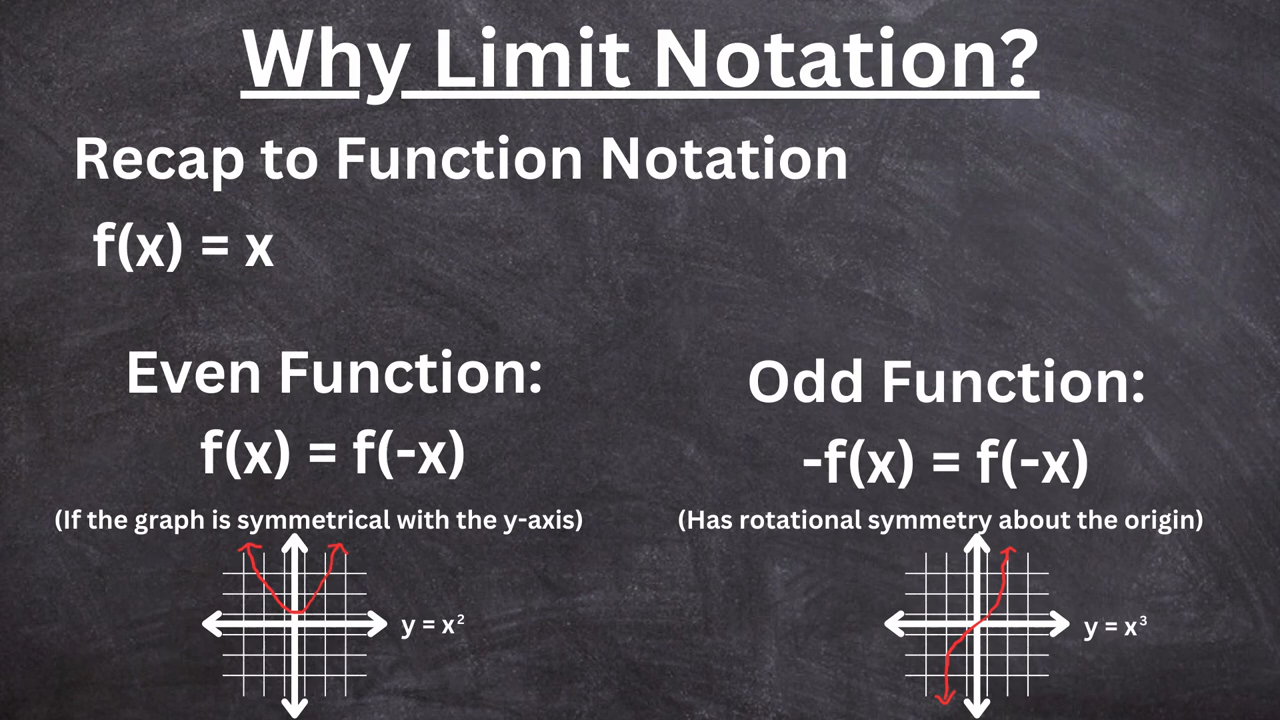 Why Limit Notation?
Recap to Function Notation
f(x) = x
Even Function:
f(x) = f(-x)
(If the graph is symmetrical with the y-axis)
y = x²
Odd Function:
-f(x) = f(-x)
(Has rotational symmetry about the origin)
y = x³